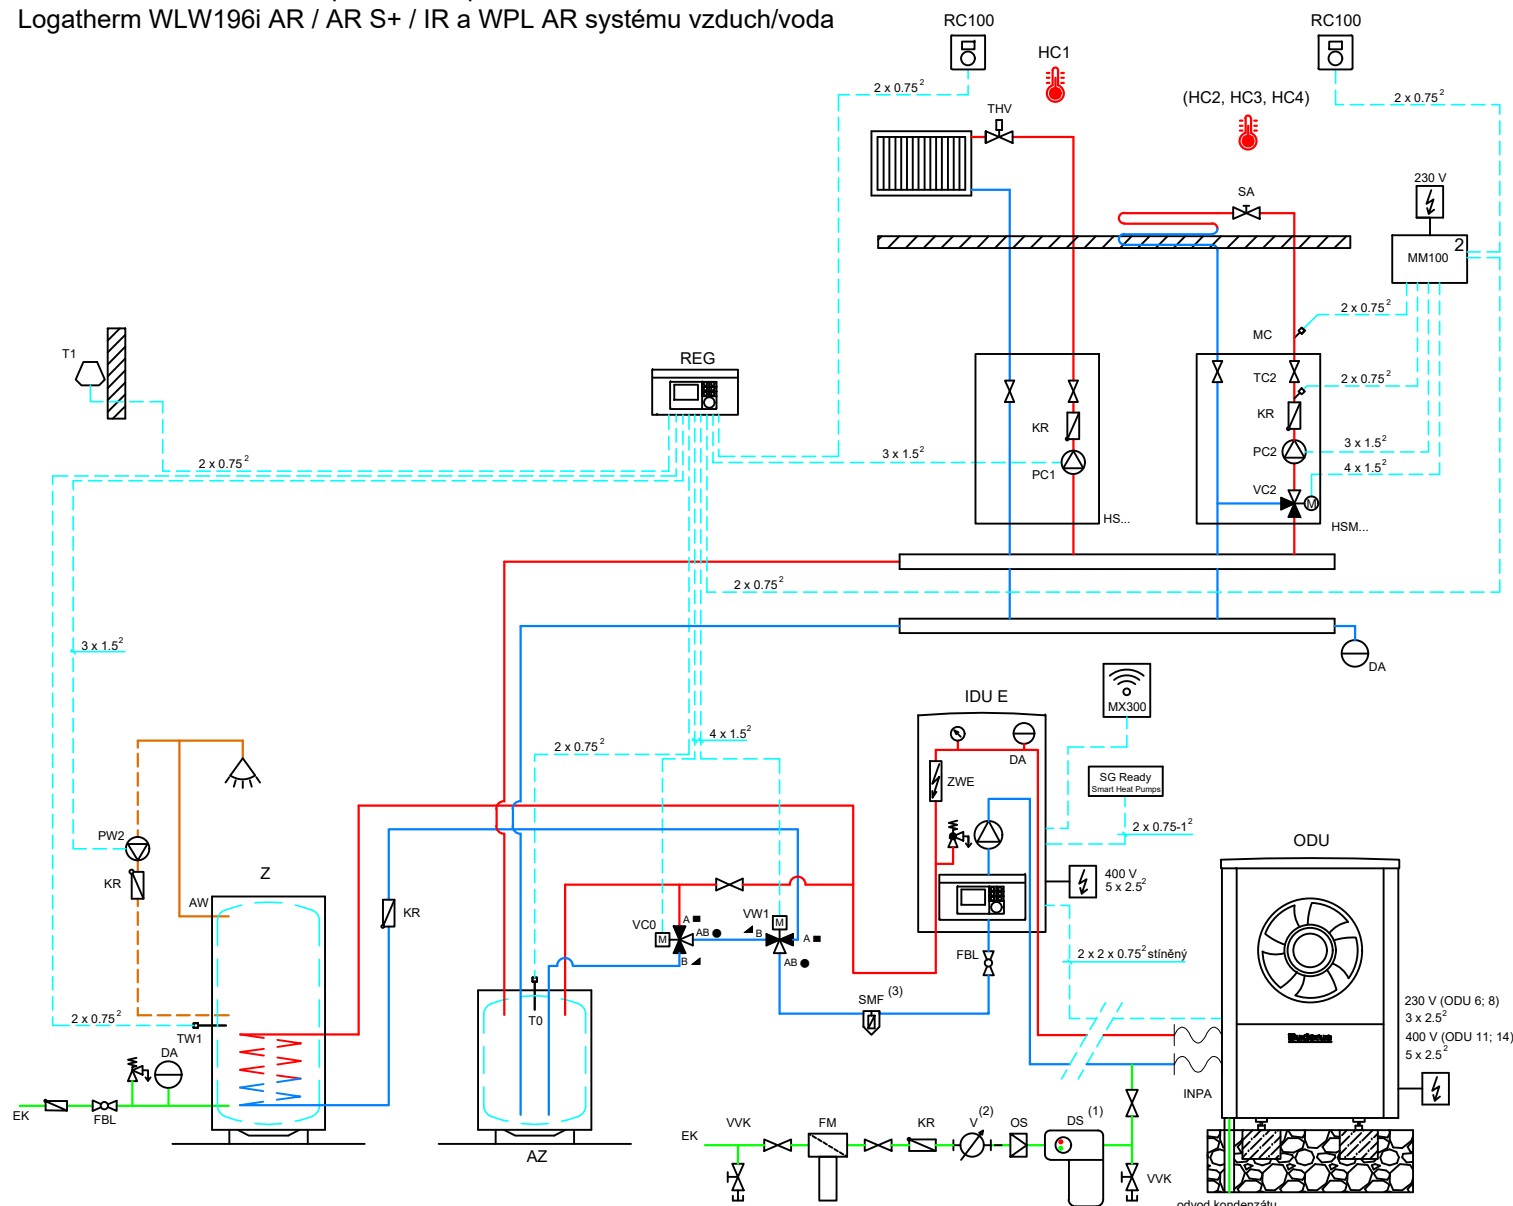 Logatherm WLW196i AR / AR S+ / IR a WPL AR systému vzduch/voda
RC100
RC100
HC1
2 x 0.75²
2 x 0.75²
(HC2, HC3, HC4)
THV
230 V
SA
2
MM100
2 x 0.75²
MC
T1
REG
TC2
2 x 0.75²
KR
KR
3 x 1.5²
PC2
3 x 1.5²
2 x 0.75²
4 x 1.5²
PC1
VC2
M
HS...
HSM...
2 x 0.75²
3 x 1.5²
DA
IDU E
MX300
4 x 1.5²
2 x 0.75²
DA
SG Ready
Smart Heat Pumps
ZWE
2 x 0.75-1²
PW2
ODU
Z
KR
400 V
5 x 2.5²
AW
KR
VC0
M
A
AB
B
VW1
M
B
A
AB
FBL
2 x 2 x 0.75² stíněný
SMF (3)
230 V (ODU 6; 8)
3 x 2.5²
400 V (ODU 11; 14)
5 x 2.5²
2 x 0.75²
TW1
T0
Buderus
DA
INPA
EK
FBL
EK
VVK
FM
KR
V (2)
OS
DS (1)
AZ
VVK
odvod kondenzátu